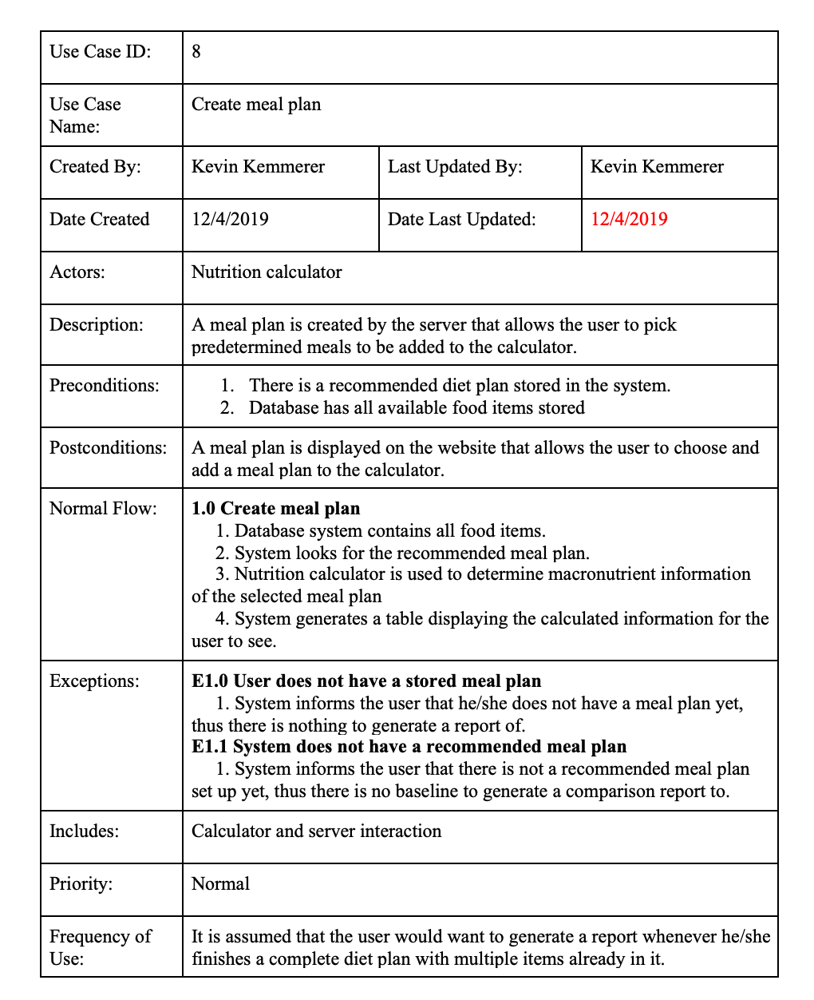 Use Case ID:
8
Use Case
Name:
Create meal plan
Created By:
Kevin Kemmerer
Last Updated By:
Kevin Kemmerer
Date Created
12/4/2019
Date Last Updated:
12/4/2019
Actors:
Nutrition calculator
Description:
A meal plan is created by the server that allows the user to pick
predetermined meals to be added to the calculator.
Preconditions:
1. There is a recommended diet plan stored in the system.
2. Database has all available food items stored
Postconditions:
A meal plan is displayed on the website that allows the user to choose and
add a meal plan to the calculator.
Normal Flow:
1.0 Create meal plan
1. Database system contains all food items.
2. System looks for the recommended meal plan.
3. Nutrition calculator is used to determine macronutrient information
of the selected meal plan
4. System generates a table displaying the calculated information for the
user to see.
Exceptions:
E1.0 User does not have a stored meal plan
1. System informs the user that he/she does not have a meal plan yet,
thus there is nothing to generate a report of.
E1.1 System does not have a recommended meal plan
1. System informs the user that there is not a recommended meal plan
set up yet, thus there is no baseline to generate a comparison report to.
Includes:
Calculator and server interaction
Priority:
Normal
Frequency of
Use:
It is assumed that the user would want to generate a report whenever he/she
finishes a complete diet plan with multiple items already in it.